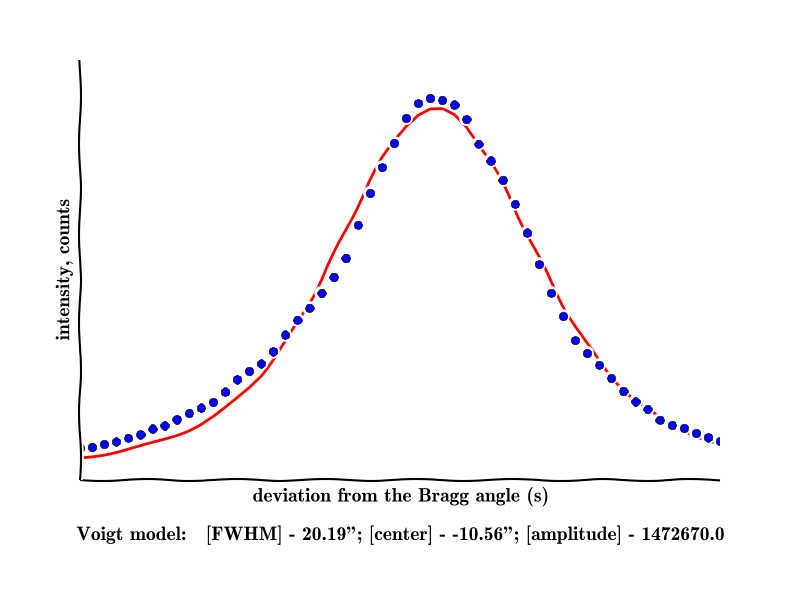 intensity, counts
deviation from the Bragg angle (s)
Voigt model: [FWHM] - 20.19”; [center] - -10.56”; [amplitude] - 1472670.0